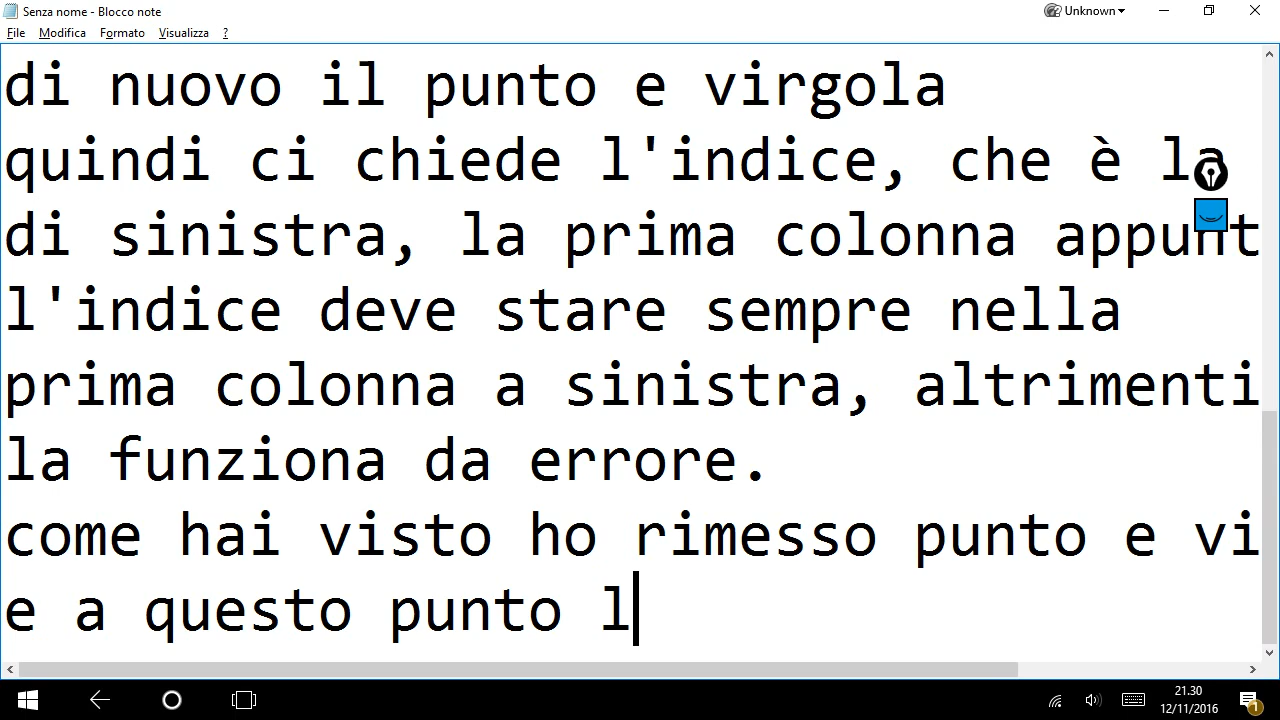 Senza nome - Blocco note
Unknown
File Modifica Formato Visualizza ?
di nuovo il punto e virgola
quindi ci chiede l'indice, che è la
di sinistra, la prima colonna appunt
l'indice deve stare sempre nella
prima colonna a sinistra, altrimenti
la funziona da errore.
come hai visto ho rimesso punto e vi
e a questo punto l
21.30
12/11/2016
1